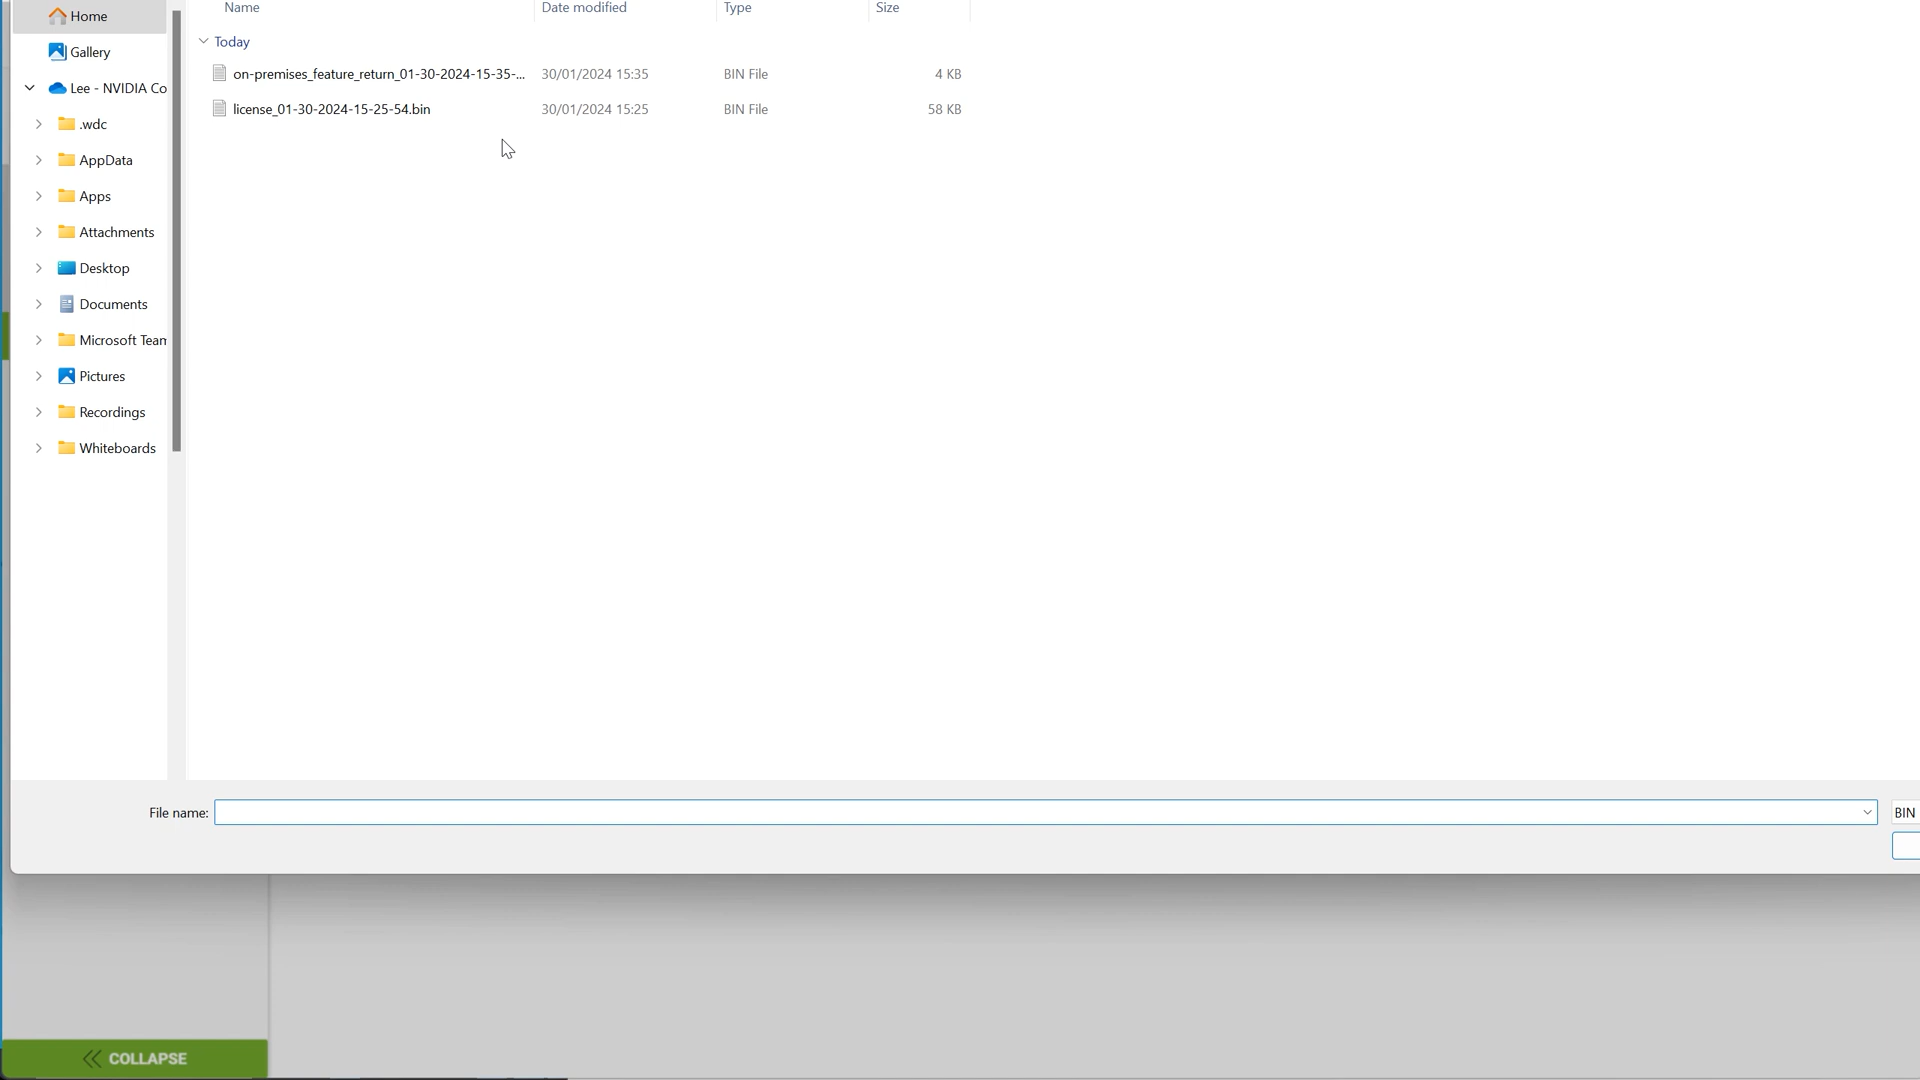 Name Date modified Type Size
Home
Gallery
Lee - NVIDIA Co
.wdc
AppData
Apps
Attachments
Desktop
Documents
Microsoft Team
Pictures
Recordings
Whiteboards
Today
on-premises_feature_return_01-30-2024-15-35-... 30/01/2024 15:35 BIN File 4 KB
license_01-30-2024-15-25-54.bin 30/01/2024 15:25 BIN File 58 KB
File name: BIN
COLLAPSE